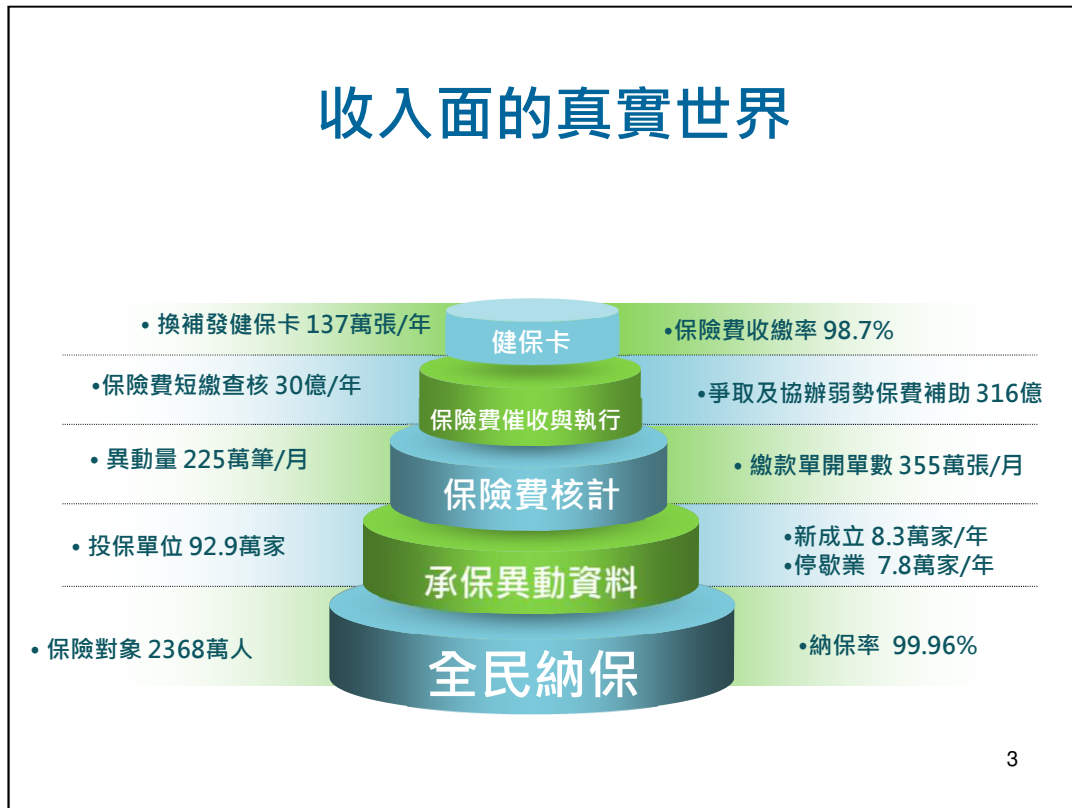 收入面的真實世界
• 換補發健保卡 137萬張/年
健保卡
•保險費收繳率 98.7%
•保險費短繳查核 30億/年
保險費催收與執行
•爭取及協辦弱勢保費補助 316億
• 異動量 225萬筆/月
保險費核計
• 繳款單開單數 355萬張/月
• 投保單位 92.9萬家
承保異動資料
•新成立 8.3萬家/年
•停歇業 7.8萬家/年
• 保險對象 2368萬人
全民納保
•納保率 99.96%
3